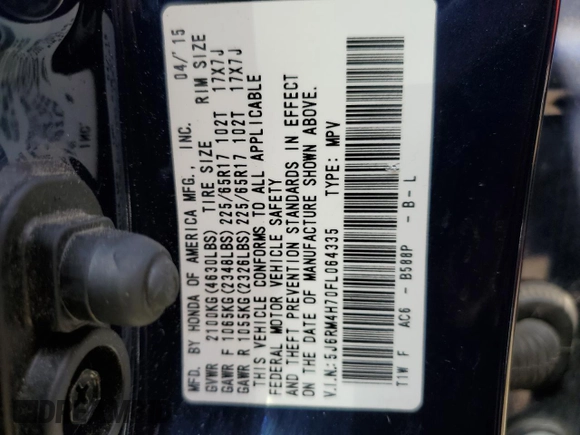 MFD. BY HONDA OF AMERICA MFG., INC. 04/'15
GVWR 2100KG(4630LBS) TIRE SIZE RIM SIZE
GAWR F 1065KG(2346LBS) 225/65R17 102T 17X7J
GAWR R 1055KG(2326LBS) 225/65R17 102T 17X7J
THIS VEHICLE CONFORMS TO ALL APPLICABLE
FEDERAL MOTOR VEHICLE SAFETY
AND THEFT PREVENTION STANDARDS IN EFFECT
ON THE DATE OF MANUFACTURE SHOWN ABOVE.
V.I.N.: 5J6RM4H70FL064335 TYPE: MPV
T1W F AC6 - B588P - B - L